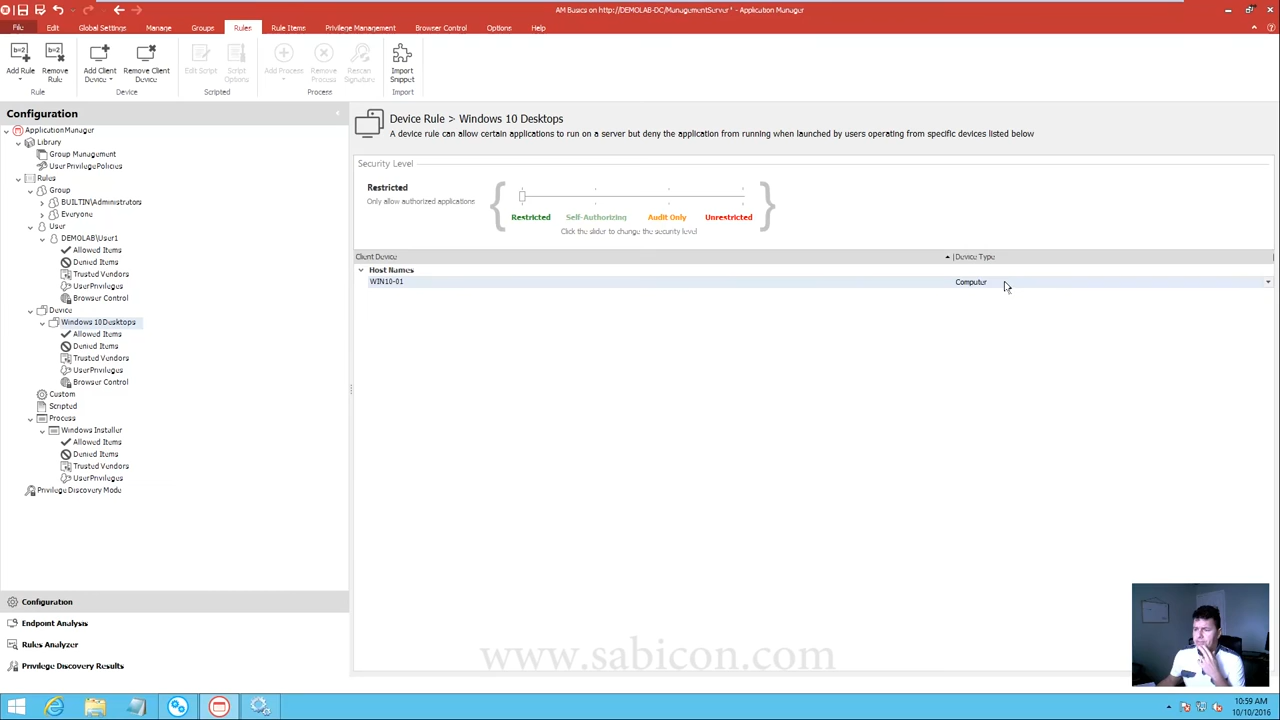 AM Basics on http://DEMOLAB-DC/ManagementServer* - Application Manager
File Edit Global Settings Manage Groups Rules Rule Items Privilege Management Browser Control Options Help
Add Rule Remove Rule Add Client Device Remove Client Device Edit Script Script Options Add Process Remove Process Rescan Signature Import Snippet
Rule Device Scripted Process Import
Configuration
ApplicationManager
Library
Group Management
User Privilege Policies
Rules
Group
BUILTIN\Administrators
Everyone
User
DEMOLAB\User1
Allowed Items
Denied Items
Trusted Vendors
User Privileges
Browser Control
Device
Windows 10 Desktops
Allowed Items
Denied Items
Trusted Vendors
User Privileges
Browser Control
Custom
Scripted
Process
Windows Installer
Allowed Items
Denied Items
Trusted Vendors
User Privileges
Privilege Discovery Mode
Configuration
Endpoint Analysis
Rules Analyzer
Privilege Discovery Results
Device Rule > Windows 10 Desktops
A device rule can allow certain applications to run on a server but deny the application from running when launched by users operating from specific devices listed below
Security Level
Restricted
Only allow authorized applications
Restricted Self-Authorizing Audit Only Unrestricted
Click the slider to change the security level
Client Device Device Type
Host Names
WIN10-01 Computer
www.sabicon.com
10:59 AM
10/10/2016